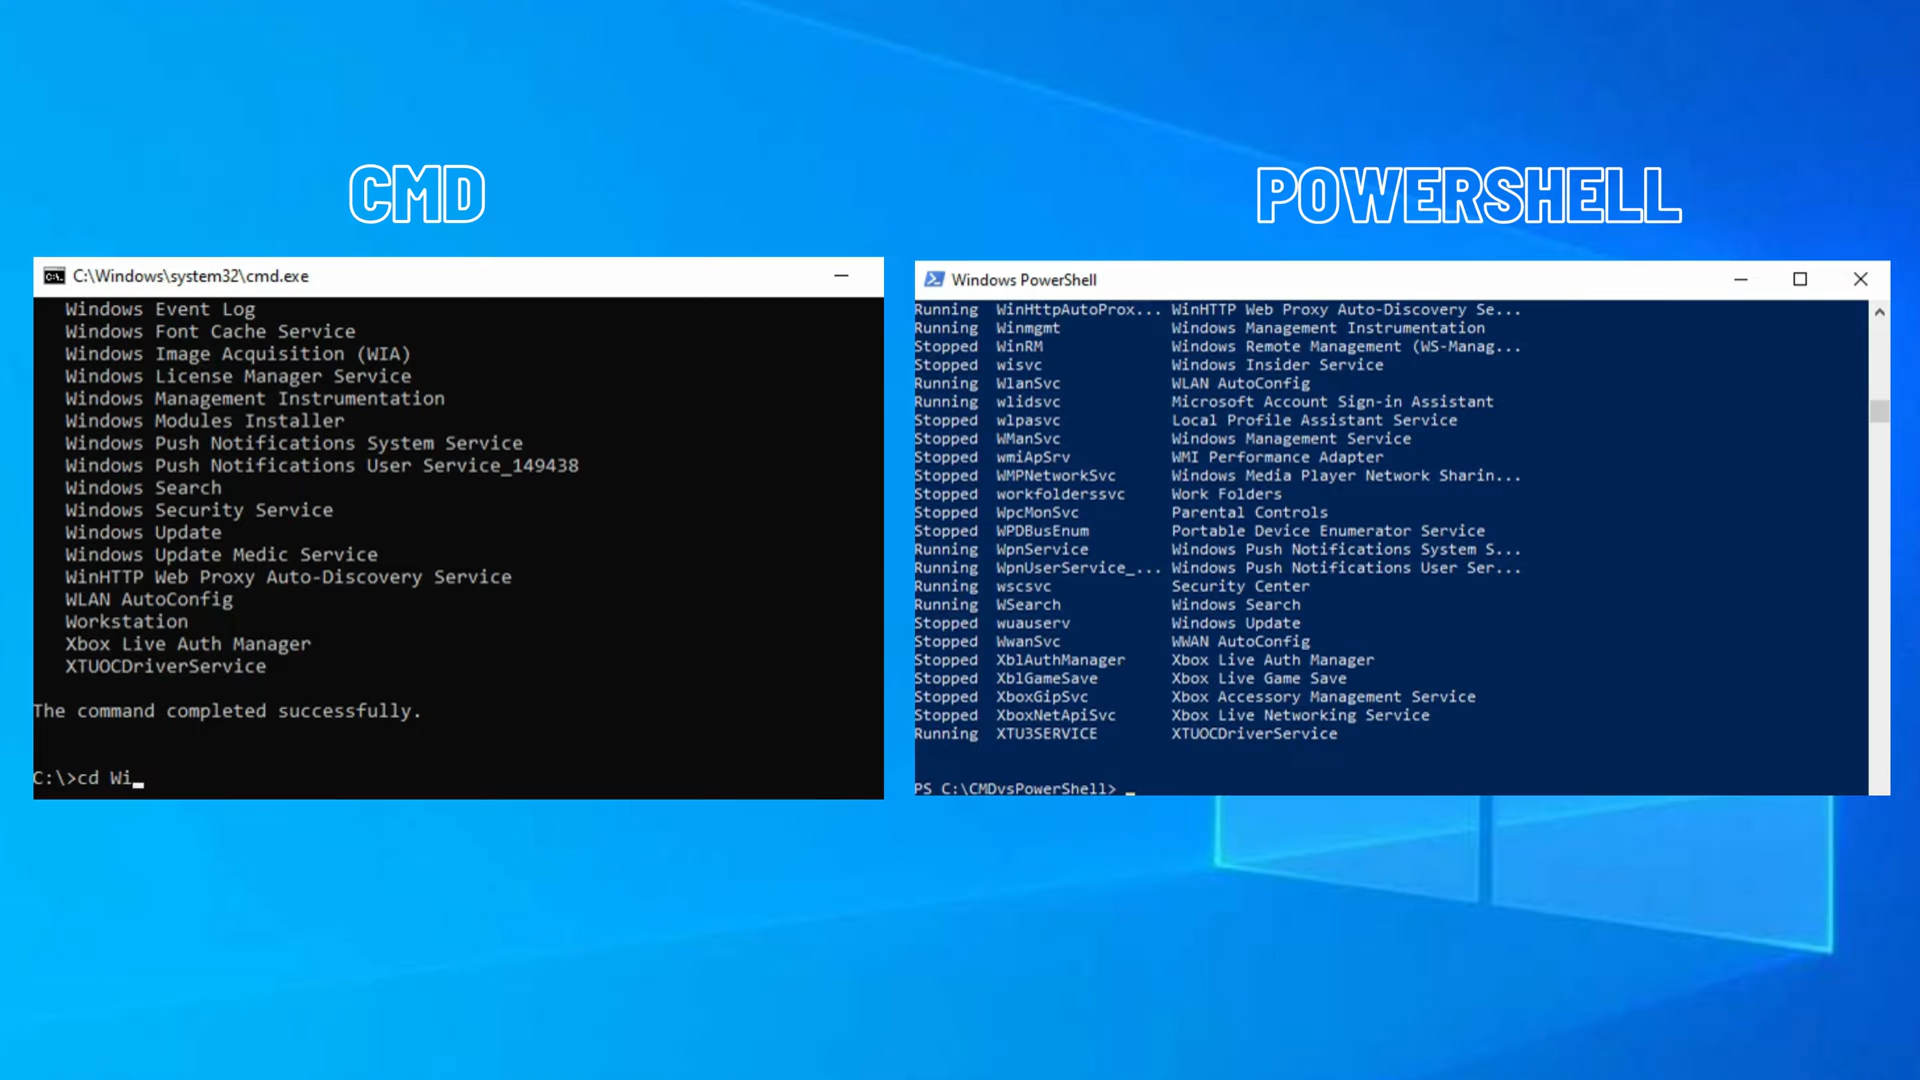 CMD
POWERSHELL
C:\Windows\system32\cmd.exe
Windows Event Log
Windows Font Cache Service
Windows Image Acquisition (WIA)
Windows License Manager Service
Windows Management Instrumentation
Windows Modules Installer
Windows Push Notifications System Service
Windows Push Notifications User Service_149438
Windows Search
Windows Security Service
Windows Update
Windows Update Medic Service
WinHTTP Web Proxy Auto-Discovery Service
WLAN AutoConfig
Workstation
Xbox Live Auth Manager
XTUOCDriverService
The command completed successfully.
C:\>cd Wi_
Windows PowerShell
Running WinHttpAutoProx... WinHTTP Web Proxy Auto-Discovery Se...
Running Winmgmt Windows Management Instrumentation
Stopped WinRM Windows Remote Management (WS-Manag...
Stopped wisvc Windows Insider Service
Running WlanSvc WLAN AutoConfig
Running wlidsvc Microsoft Account Sign-in Assistant
Stopped wlpasvc Local Profile Assistant Service
Stopped WManSvc Windows Management Service
Stopped wmiApSrv WMI Performance Adapter
Stopped WMPNetworkSvc Windows Media Player Network Sharin...
Stopped workfolderssvc Work Folders
Stopped WpcMonSvc Parental Controls
Stopped WPDBusEnum Portable Device Enumerator Service
Running WpnService Windows Push Notifications System S...
Running WpnUserService_... Windows Push Notifications User Ser...
Running wscsvc Security Center
Running WSearch Windows Search
Stopped wuauserv Windows Update
Stopped WwanSvc WWAN AutoConfig
Stopped XblAuthManager Xbox Live Auth Manager
Stopped XblGameSave Xbox Live Game Save
Stopped XboxGipSvc Xbox Accessory Management Service
Stopped XboxNetApiSvc Xbox Live Networking Service
Running XTU3SERVICE XTUOCDriverService
PS C:\CMDvsPowerShell> _